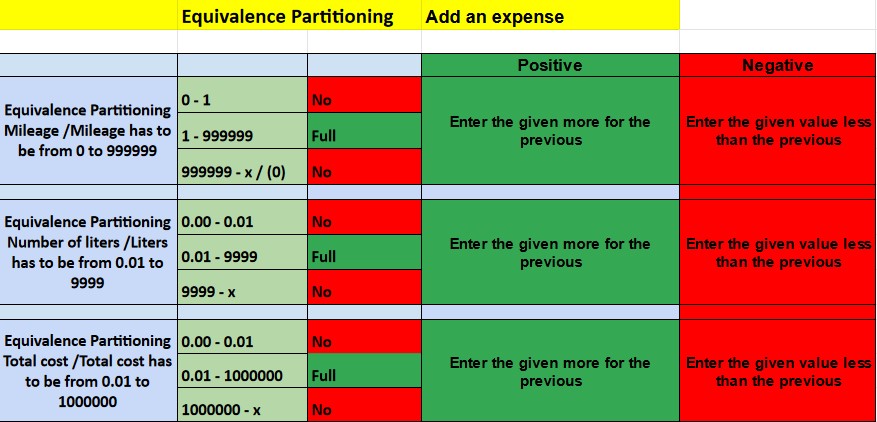 Equivalence Partitioning Add an expense
Positive Negative
Equivalence Partitioning
Mileage /Mileage has to
be from 0 to 999999
0 - 1 No
1 - 999999 Full
999999 - x / (0) No
Enter the given more for the
previous
Enter the given value less
than the previous
Equivalence Partitioning
Number of liters /Liters
has to be from 0.01 to
9999
0.00 - 0.01 No
0.01 - 9999 Full
9999 - x No
Enter the given more for the
previous
Enter the given value less
than the previous
Equivalence Partitioning
Total cost /Total cost has
to be from 0.01 to
1000000
0.00 - 0.01 No
0.01 - 1000000 Full
1000000 - x No
Enter the given more for the
previous
Enter the given value less
than the previous